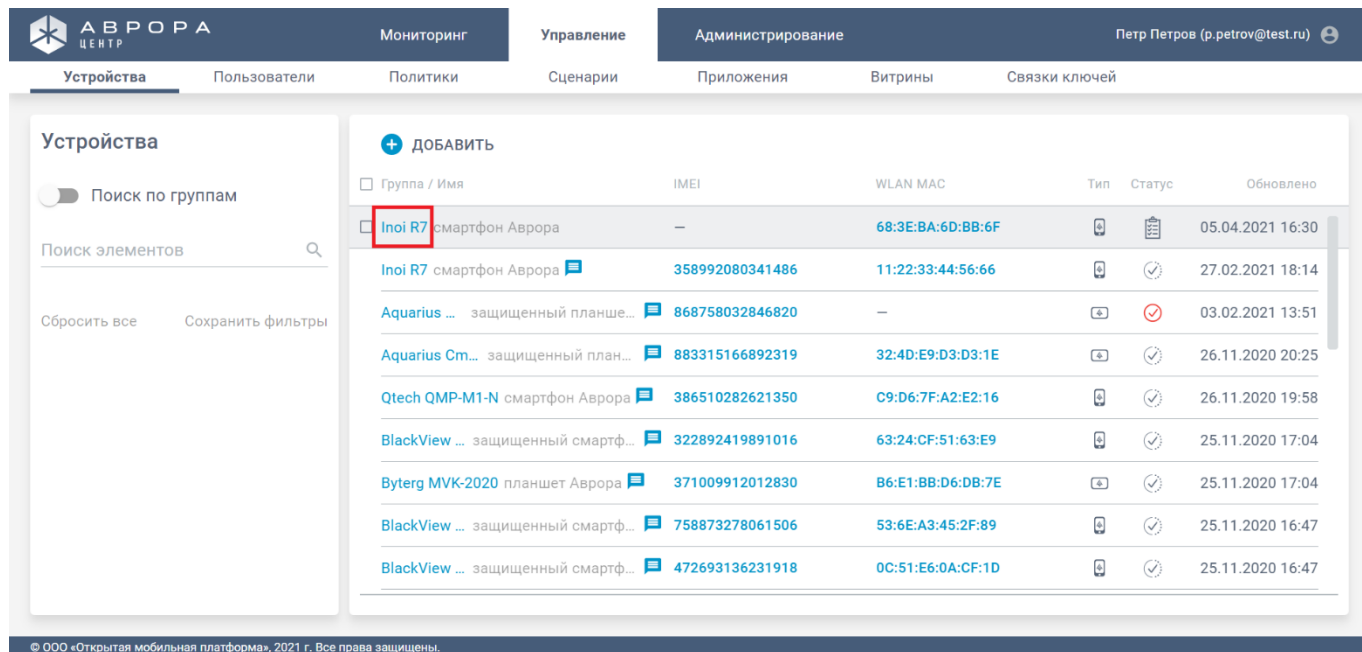 АВРОРА
ЦЕНТР
Мониторинг Управление Администрирование Петр Петров (p.petrov@test.ru)
Устройства Пользователи Политики Сценарии Приложения Витрины Связки ключей
Устройства
Поиск по группам
Поиск элементов
Сбросить все Сохранить фильтры
ДОБАВИТЬ
Группа / Имя IMEI WLAN MAC Тип Статус Обновлено
Inoi R7 смартфон Аврора – 68:3E:BA:6D:BB:6F 05.04.2021 16:30
Inoi R7 смартфон Аврора 358992080341486 11:22:33:44:56:66 27.02.2021 18:14
Aquarius ... защищенный планше... 868758032846820 – 03.02.2021 13:51
Aquarius Cm... защищенный план... 883315166892319 32:4D:E9:D3:D3:1E 26.11.2020 20:25
Qtech QMP-M1-N смартфон Аврора 386510282621350 C9:D6:7F:A2:E2:16 26.11.2020 19:58
BlackView ... защищенный смартф... 322892419891016 63:24:CF:51:63:E9 25.11.2020 17:04
Byterg MVK-2020 планшет Аврора 371009912012830 B6:E1:BB:D6:DB:7E 25.11.2020 17:04
BlackView ... защищенный смартф... 758873278061506 53:6E:A3:45:2F:89 25.11.2020 16:47
BlackView ... защищенный смартф... 472693136231918 0C:51:E6:0A:CF:1D 25.11.2020 16:47
© ООО «Открытая мобильная платформа», 2021 г. Все права защищены.